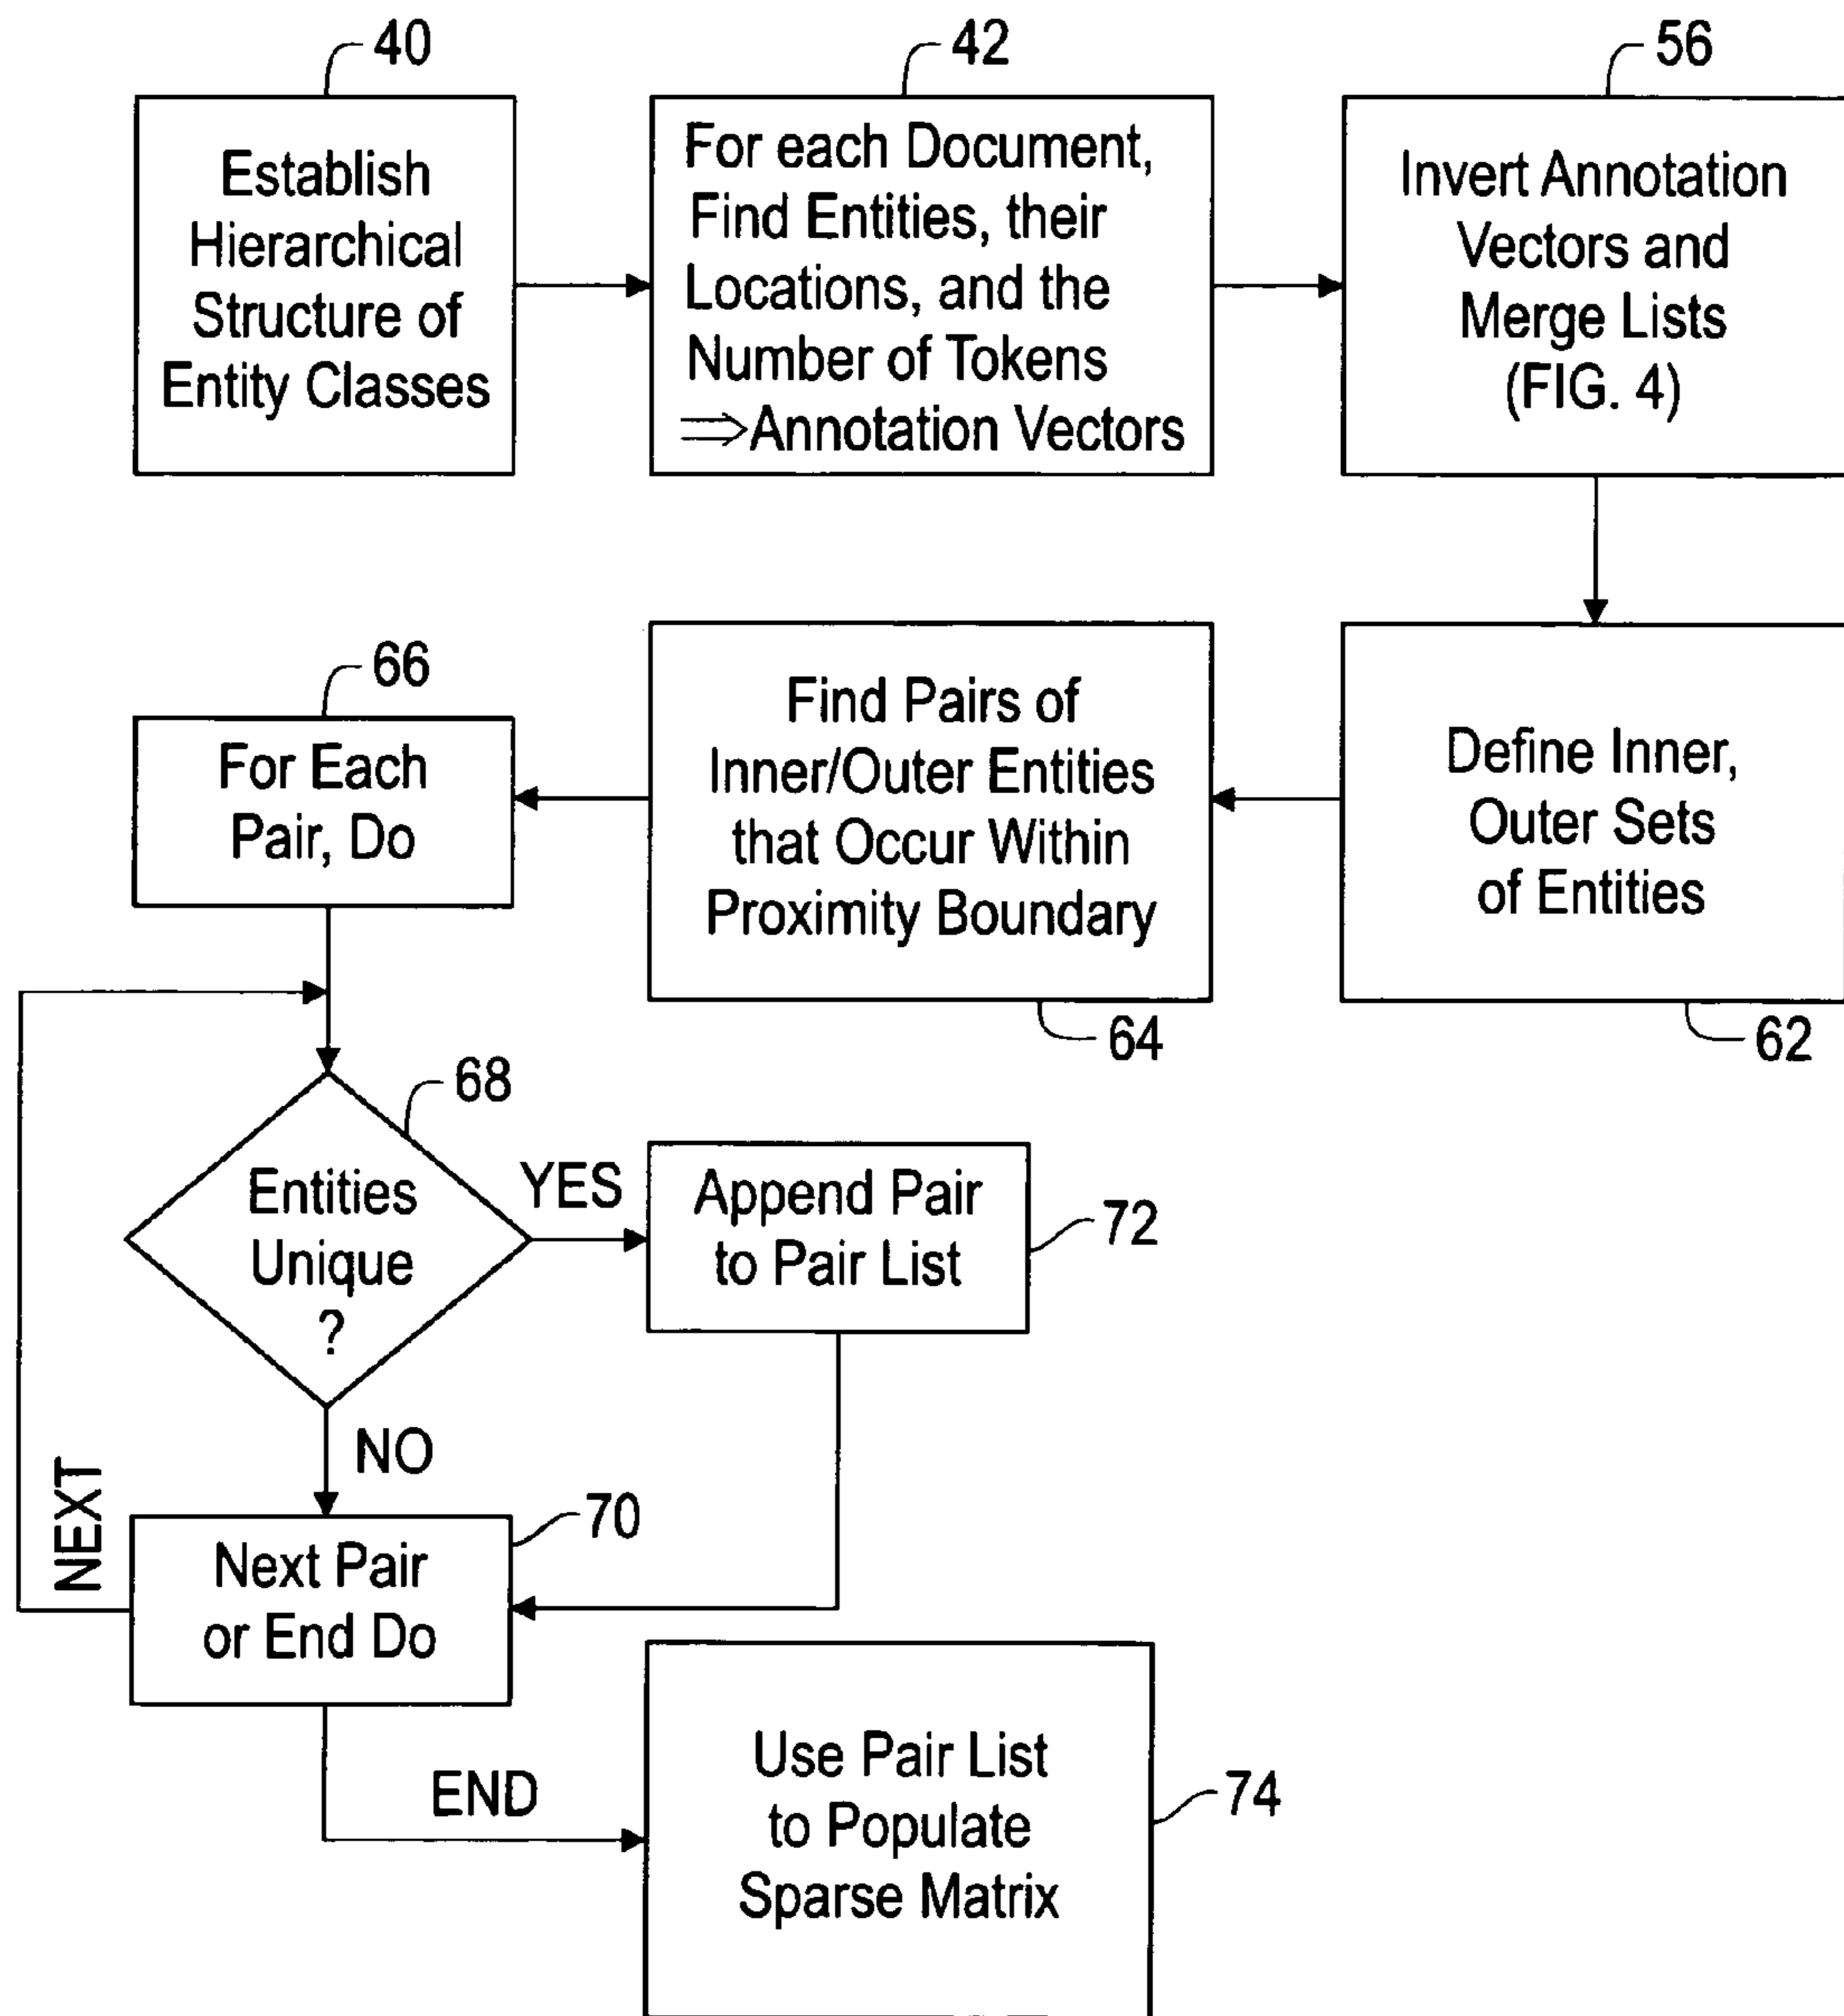 40
Establish
Hierarchical
Structure of
Entity Classes
42
For each Document,
Find Entities, their
Locations, and the
Number of Tokens
⇒Annotation Vectors
56
Invert Annotation
Vectors and
Merge Lists
(FIG. 4)
Define Inner,
Outer Sets
of Entities
62
Find Pairs of
Inner/Outer Entities
that Occur Within
Proximity Boundary
64
66
For Each
Pair, Do
68
Entities
Unique
?
YES
Append Pair
to Pair List
72
NO
NEXT
70
Next Pair
or End Do
END
Use Pair List
to Populate
Sparse Matrix
74